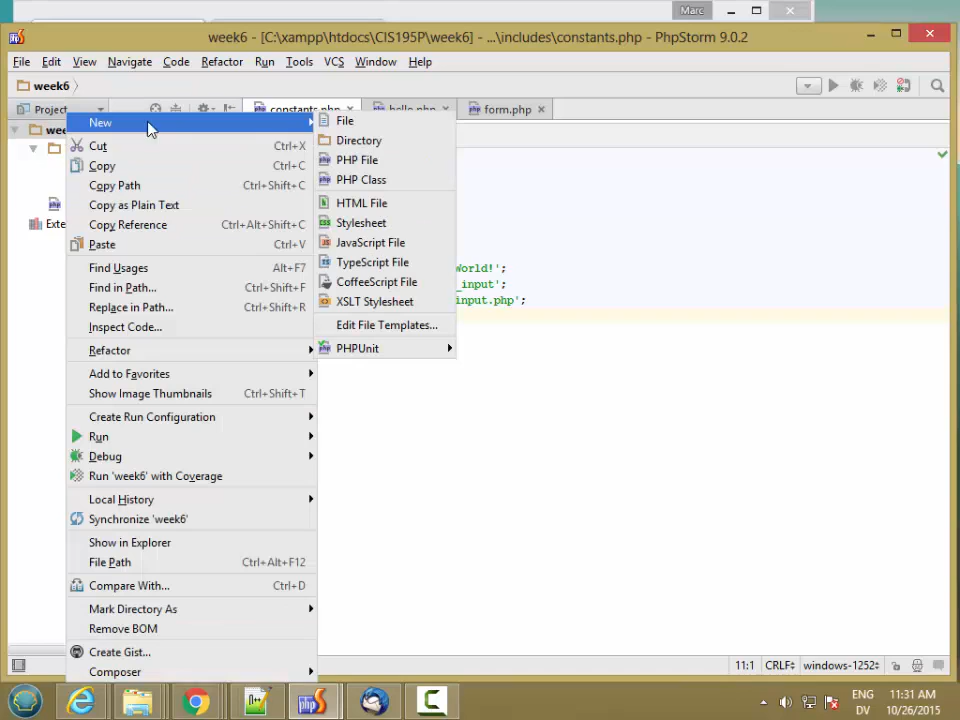 Marc
week6 - [C:\xampp\htdocs\CIS195P\week6] - ...\includes\constants.php - PhpStorm 9.0.2
File Edit View Navigate Code Refactor Run Tools VCS Window Help
week6
Project constants.php hello.php form.php
New
Cut Ctrl+X
Copy Ctrl+C
Copy Path Ctrl+Shift+C
Copy as Plain Text
Copy Reference Ctrl+Alt+Shift+C
Paste Ctrl+V
Find Usages Alt+F7
Find in Path... Ctrl+Shift+F
Replace in Path... Ctrl+Shift+R
Inspect Code...
Refactor
Add to Favorites
Show Image Thumbnails Ctrl+Shift+T
Create Run Configuration
Run
Debug
Run 'week6' with Coverage
Local History
Synchronize 'week6'
Show in Explorer
File Path Ctrl+Alt+F12
Compare With... Ctrl+D
Mark Directory As
Remove BOM
Create Gist...
Composer
File
Directory
PHP File
PHP Class
HTML File
Stylesheet
JavaScript File
TypeScript File
CoffeeScript File
XSLT Stylesheet
Edit File Templates...
PHPUnit
World!';
_input';
input.php';
11:1 CRLF÷ windows-1252÷
ENG 11:31 AM
DV 10/26/2015